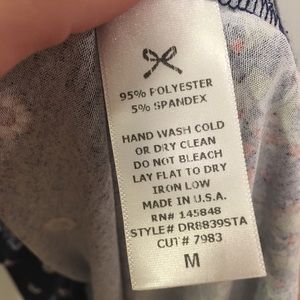 95% POLYESTER
5% SPANDEX
HAND WASH COLD
OR DRY CLEAN
DO NOT BLEACH
LAY FLAT TO DRY
IRON LOW
MADE IN U.S.A.
RN# 145848
STYLE# DR8839STA
CUT# 7983
M